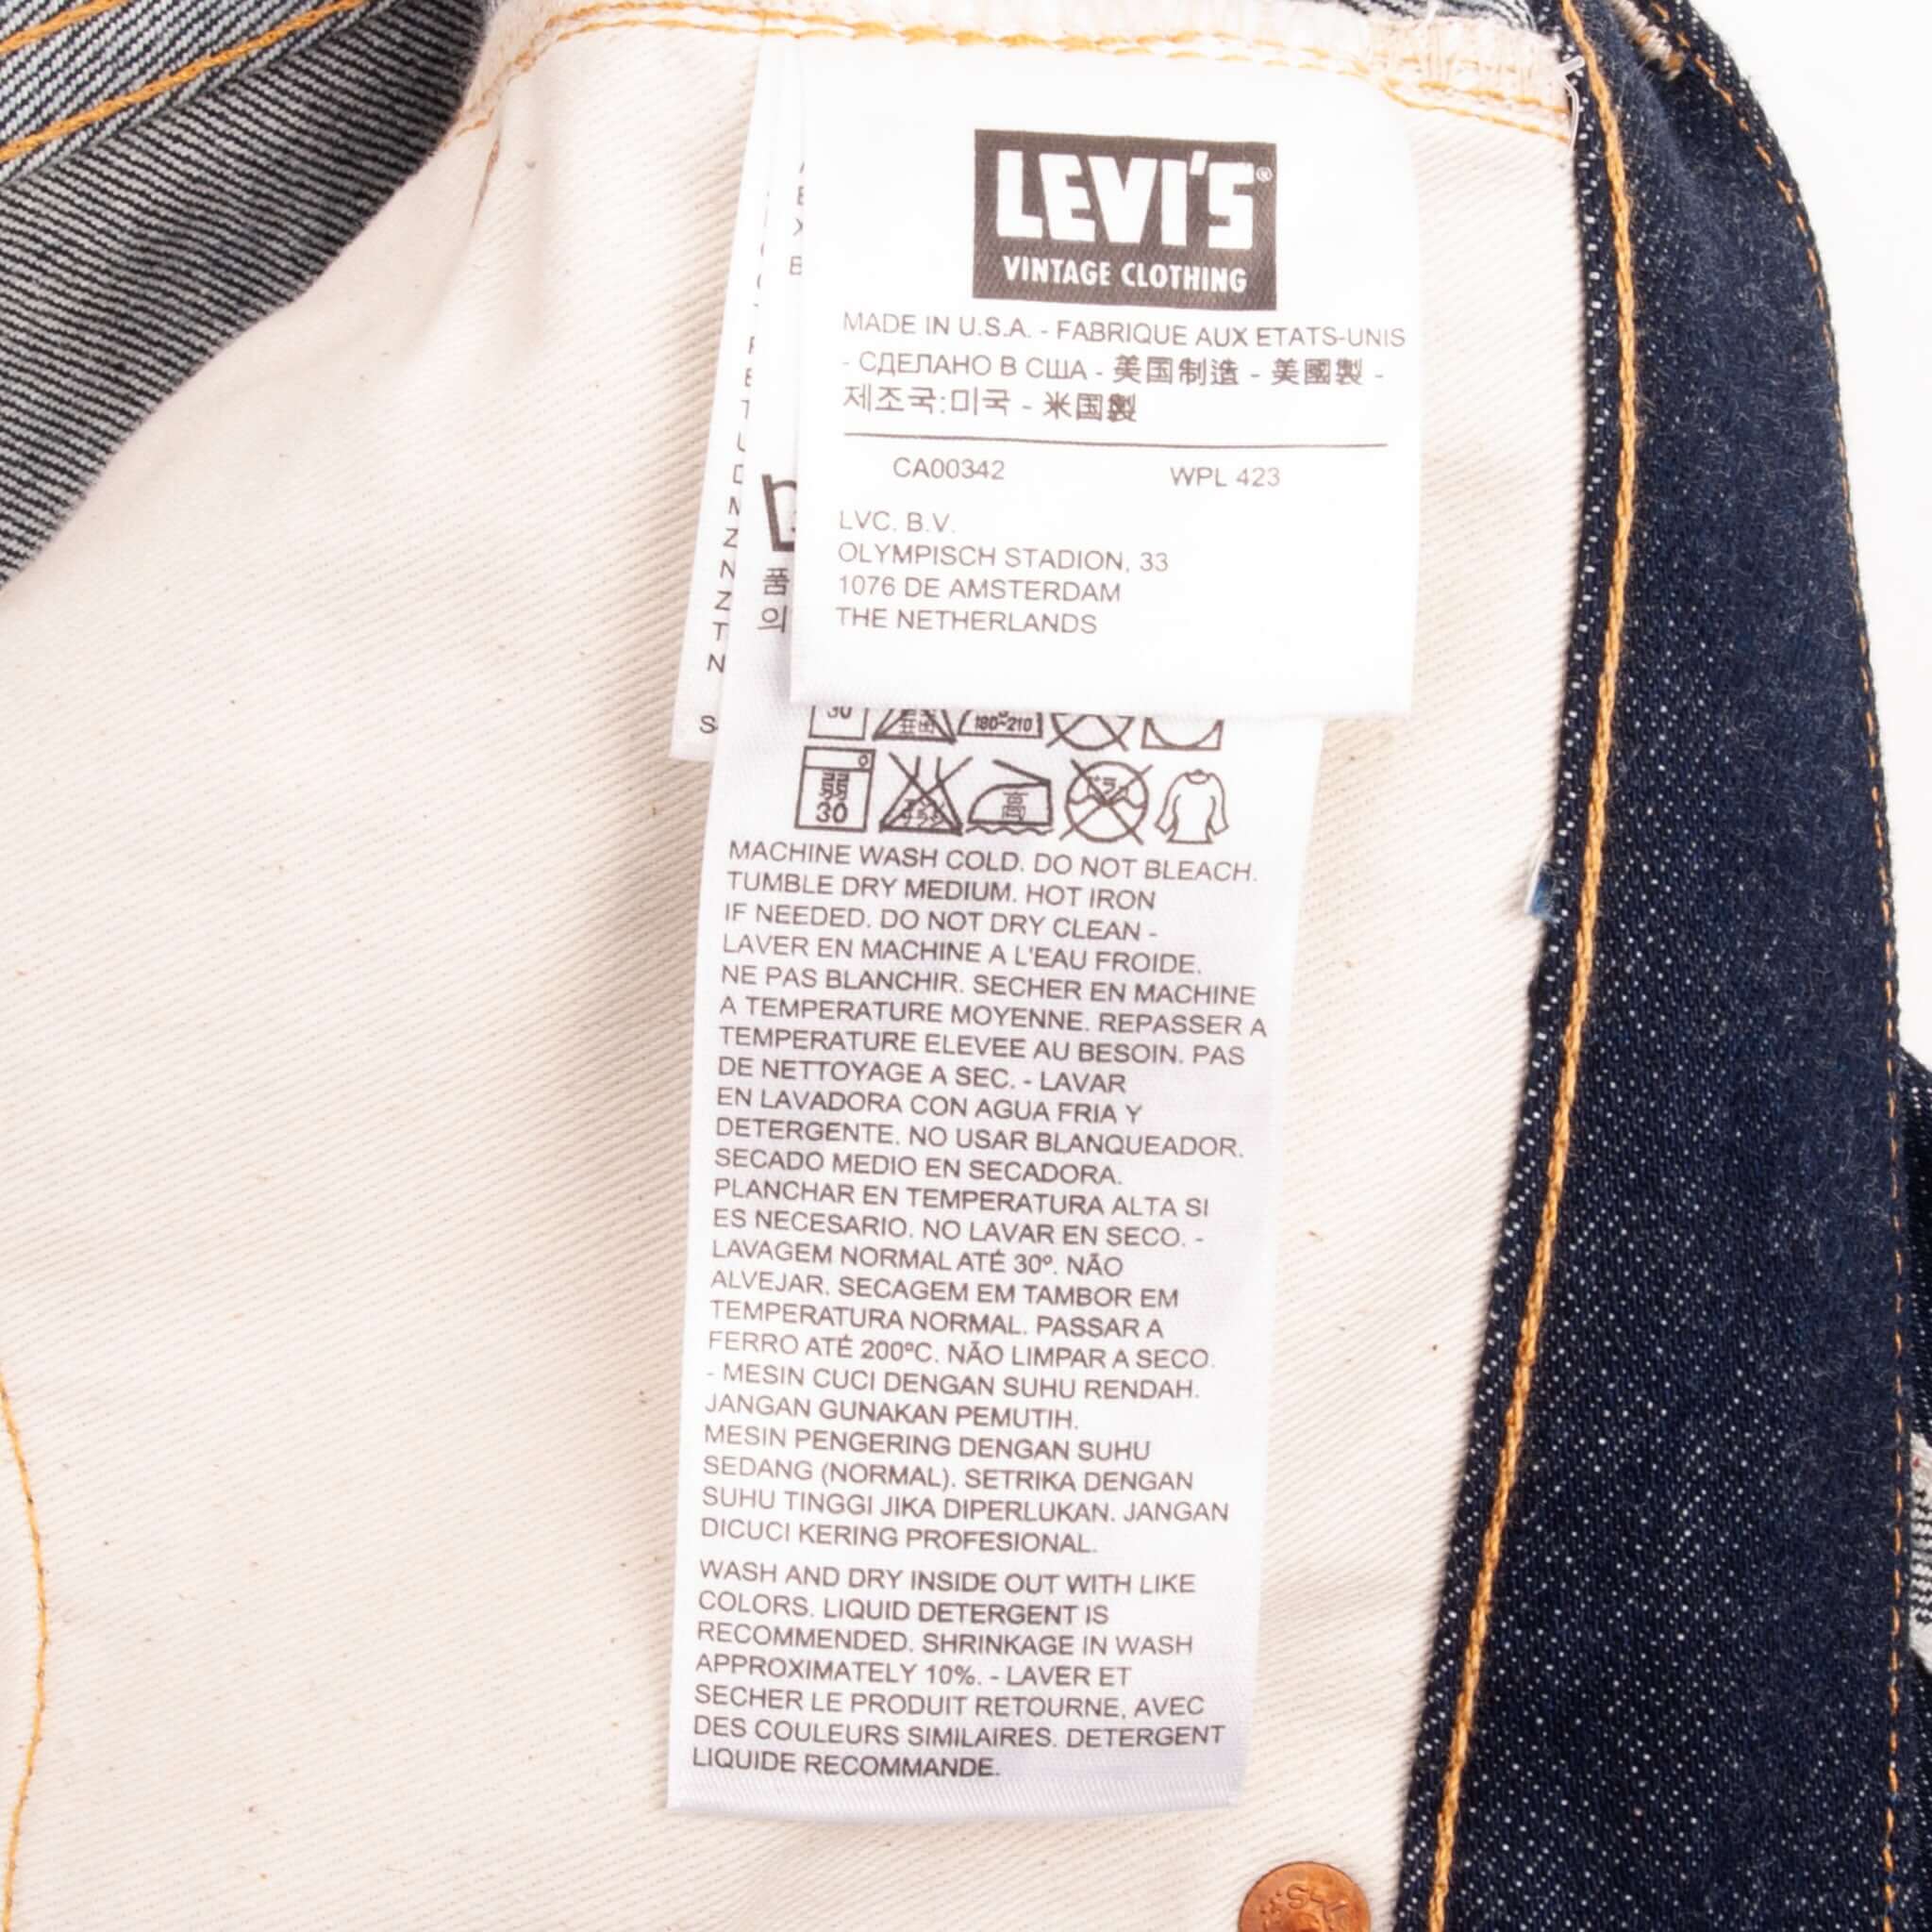 LEVI'S®
VINTAGE CLOTHING
MADE IN U.S.A. - FABRIQUE AUX ETATS-UNIS
- СДЕЛАНО В США - 美国制造 - 美國製 -
제조국:미국 - 米国製
CA00342 WPL 423
LVC. B.V.
OLYMPISCH STADION, 33
1076 DE AMSTERDAM
THE NETHERLANDS
품
의
30 180~210
弱 高
30
MACHINE WASH COLD. DO NOT BLEACH.
TUMBLE DRY MEDIUM. HOT IRON
IF NEEDED. DO NOT DRY CLEAN -
LAVER EN MACHINE A L'EAU FROIDE.
NE PAS BLANCHIR. SECHER EN MACHINE
A TEMPERATURE MOYENNE. REPASSER A
TEMPERATURE ELEVEE AU BESOIN. PAS
DE NETTOYAGE A SEC. - LAVAR
EN LAVADORA CON AGUA FRIA Y
DETERGENTE. NO USAR BLANQUEADOR.
SECADO MEDIO EN SECADORA.
PLANCHAR EN TEMPERATURA ALTA SI
ES NECESARIO. NO LAVAR EN SECO. -
LAVAGEM NORMAL ATÉ 30º. NÃO
ALVEJAR. SECAGEM EM TAMBOR EM
TEMPERATURA NORMAL. PASSAR A
FERRO ATÉ 200ºC. NÃO LIMPAR A SECO.
- MESIN CUCI DENGAN SUHU RENDAH.
JANGAN GUNAKAN PEMUTIH.
MESIN PENGERING DENGAN SUHU
SEDANG (NORMAL). SETRIKA DENGAN
SUHU TINGGI JIKA DIPERLUKAN. JANGAN
DICUCI KERING PROFESIONAL.
WASH AND DRY INSIDE OUT WITH LIKE
COLORS. LIQUID DETERGENT IS
RECOMMENDED. SHRINKAGE IN WASH
APPROXIMATELY 10%. - LAVER ET
SECHER LE PRODUIT RETOURNE, AVEC
DES COULEURS SIMILAIRES. DETERGENT
LIQUIDE RECOMMANDE.